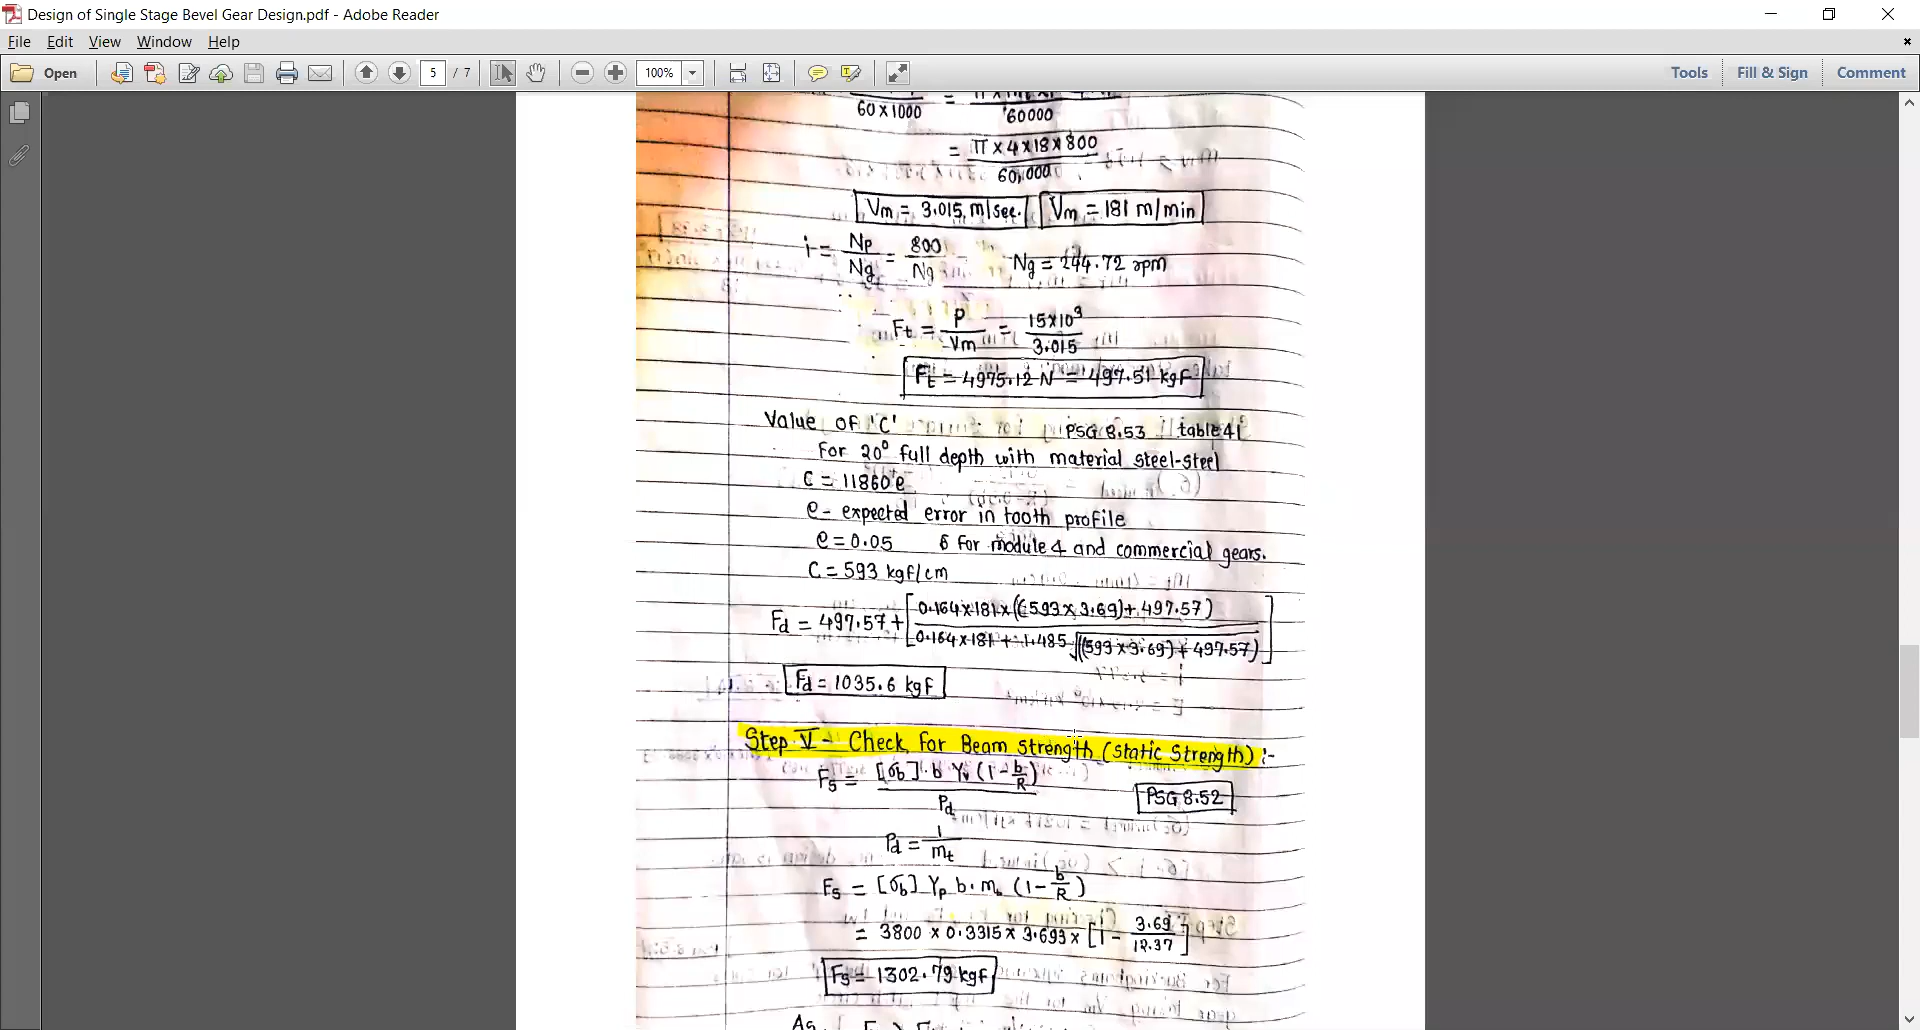 Design of Single Stage Bevel Gear Design.pdf - Adobe Reader
File Edit View Window Help
Open 5 / 7 100% Tools Fill & Sign Comment
60 x 1000 = 60000
= π x 4 x 18 x 800
60,000
Vm = 3.015 m/sec. Vm = 181 m/min
i = Np = 800 Ng = 244.72 rpm
Ng Ng
Ft = P = 15x10³
Vm 3.015
Ft = 4975.12 N = 497.51 kgf
Value of 'C' PSG 8.53 table 41
For 20° full depth with material steel-steel
C = 11860 e
e - expected error in tooth profile
e = 0.05 for module 4 and commercial gears.
C = 593 kgf/cm
Fd = 497.57 + [ 0.164x181x((593 x 3.69)+497.57)
0.164x181 + 1.485 √((593 x 3.69) + 497.57) ]
Fd = 1035.6 kgf
Step V - Check For Beam strength (static Strength) :-
Fs = [σb] . b Yv (1 - b/R) PSG 8.52
Pd
Pd = 1
mt
Fs = [σb] Yp b . m (1 - b/R)
= 3800 x 0.3315 x 3.693 x [1 - 3.69
12.37]
Fs = 1302.79 kgf
As